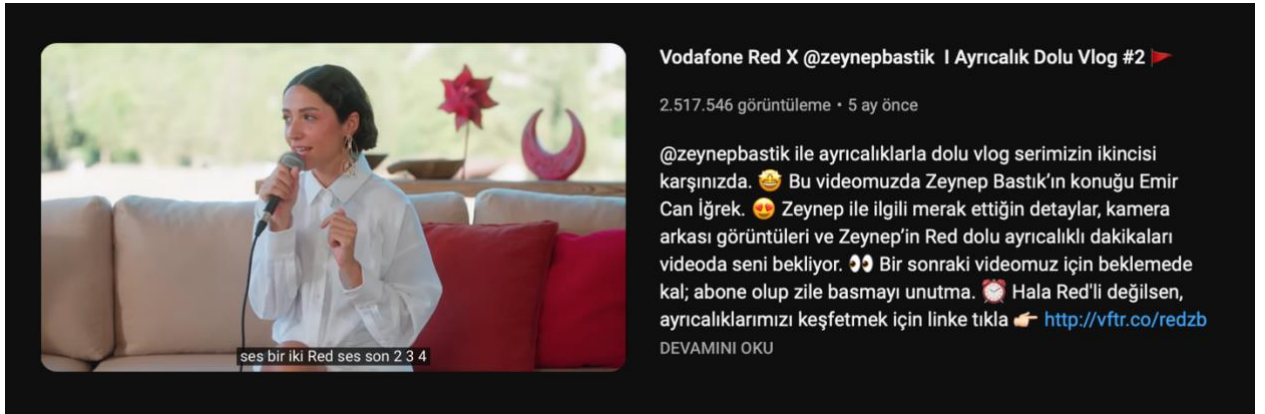 Vodafone Red X @zeynepbastik I Ayrıcalık Dolu Vlog #2 🚩
2.517.546 görüntüleme • 5 ay önce
@zeynepbastik ile ayrıcalıklarla dolu vlog serimizin ikincisi
karşınızda. 🤩 Bu videomuzda Zeynep Bastık’ın konuğu Emir
Can İğrek. 😍 Zeynep ile ilgili merak ettiğin detaylar, kamera
arkası görüntüleri ve Zeynep’in Red dolu ayrıcalıklı dakikaları
videoda seni bekliyor. 👀 Bir sonraki videomuz için beklemede
kal; abone olup zile basmayı unutma. ⏰ Hala Red'li değilsen,
ayrıcalıklarımızı keşfetmek için linke tıkla 👉🏻 http://vftr.co/redzb
DEVAMINI OKU
ses bir iki Red ses son 2 3 4